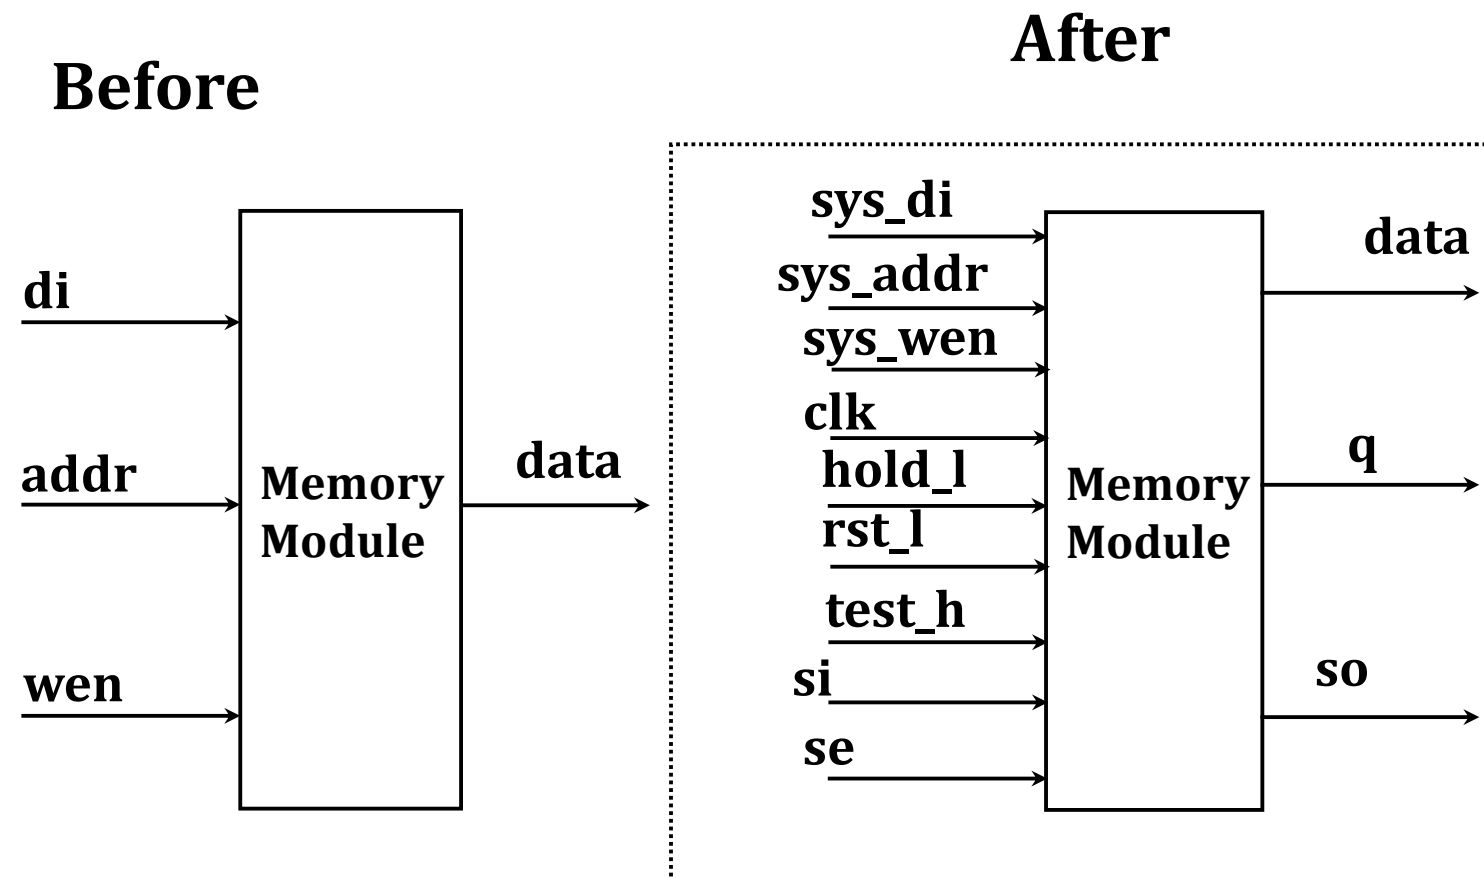 Before
di
addr
wen
Memory
Module
data
After
sys_di
sys_addr
sys_wen
clk
hold_l
rst_l
test_h
si
se
Memory
Module
data
q
so